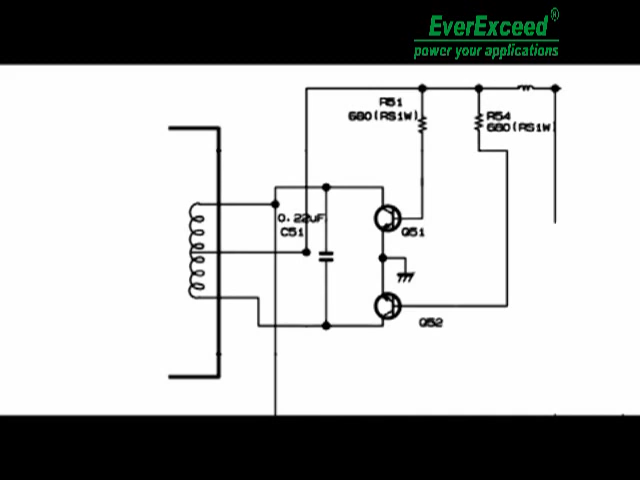 EverExceed®
power your applications
R51
680(RS1W)
R54
680(RS1W)
0.22uF
C51
Q51
Q52